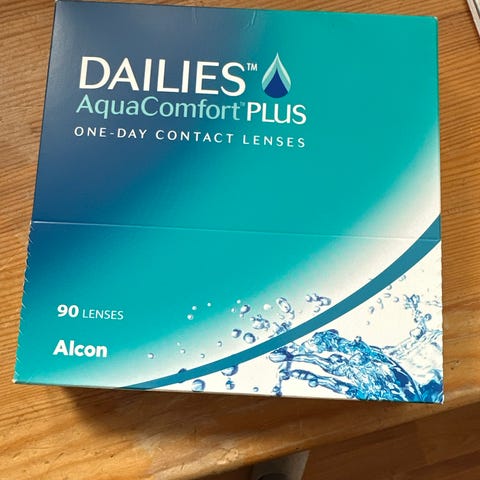 DAILIES™
AquaComfort™PLUS
ONE-DAY CONTACT LENSES
90 LENSES
Alcon